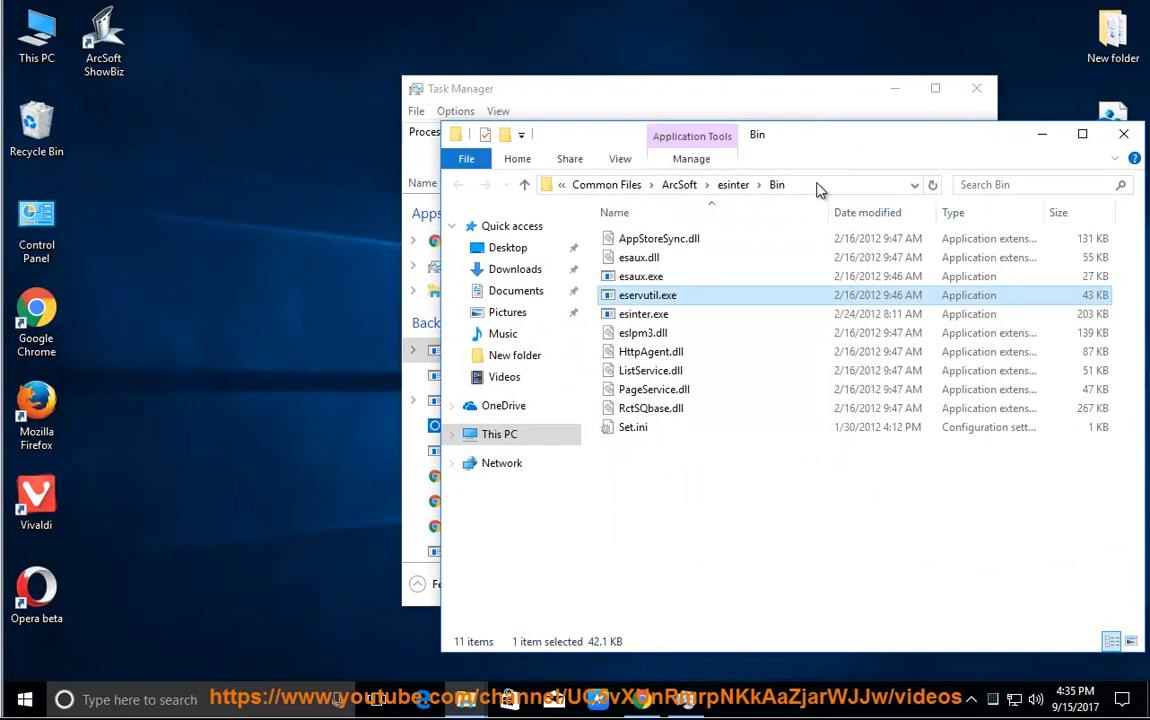 This PC
ArcSoft ShowBiz
Recycle Bin
Control Panel
Google Chrome
Mozilla Firefox
Vivaldi
Opera beta
New folder
Task Manager
File Options View
Proces
Name
Apps
Back
Fe
Application Tools
Bin
File Home Share View Manage
« Common Files > ArcSoft > esinter > Bin
Search Bin
Quick access
Desktop
Downloads
Documents
Pictures
Music
New folder
Videos
OneDrive
This PC
Network
Name Date modified Type Size
AppStoreSync.dll 2/16/2012 9:47 AM Application extens... 131 KB
esaux.dll 2/16/2012 9:47 AM Application extens... 55 KB
esaux.exe 2/16/2012 9:46 AM Application 27 KB
eservutil.exe 2/16/2012 9:46 AM Application 43 KB
esinter.exe 2/24/2012 8:11 AM Application 203 KB
eslpm3.dll 2/16/2012 9:47 AM Application extens... 139 KB
HttpAgent.dll 2/16/2012 9:47 AM Application extens... 87 KB
ListService.dll 2/16/2012 9:47 AM Application extens... 51 KB
PageService.dll 2/16/2012 9:47 AM Application extens... 47 KB
RctSQbase.dll 2/16/2012 9:47 AM Application extens... 267 KB
Set.ini 1/30/2012 4:12 PM Configuration sett... 1 KB
11 items 1 item selected 42.1 KB
Type here to search
4:35 PM
9/15/2017